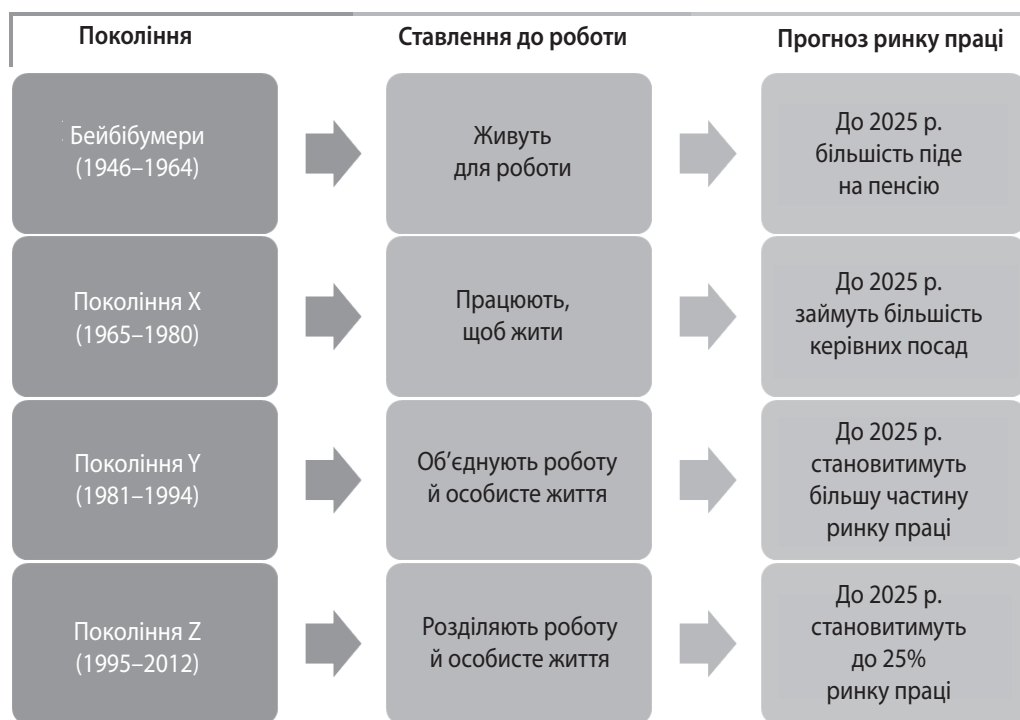 Покоління
Ставлення до роботи
Прогноз ринку праці
Бейбібумери
(1946–1964)
Живуть
для роботи
До 2025 р.
більшість піде
на пенсію
Покоління X
(1965–1980)
Працюють,
щоб жити
До 2025 р.
займуть більшість
керівних посад
Покоління Y
(1981–1994)
Об’єднують роботу
й особисте життя
До 2025 р.
становитимуть
більшу частину
ринку праці
Покоління Z
(1995–2012)
Розділяють роботу
й особисте життя
До 2025 р.
становитимуть
до 25%
ринку праці